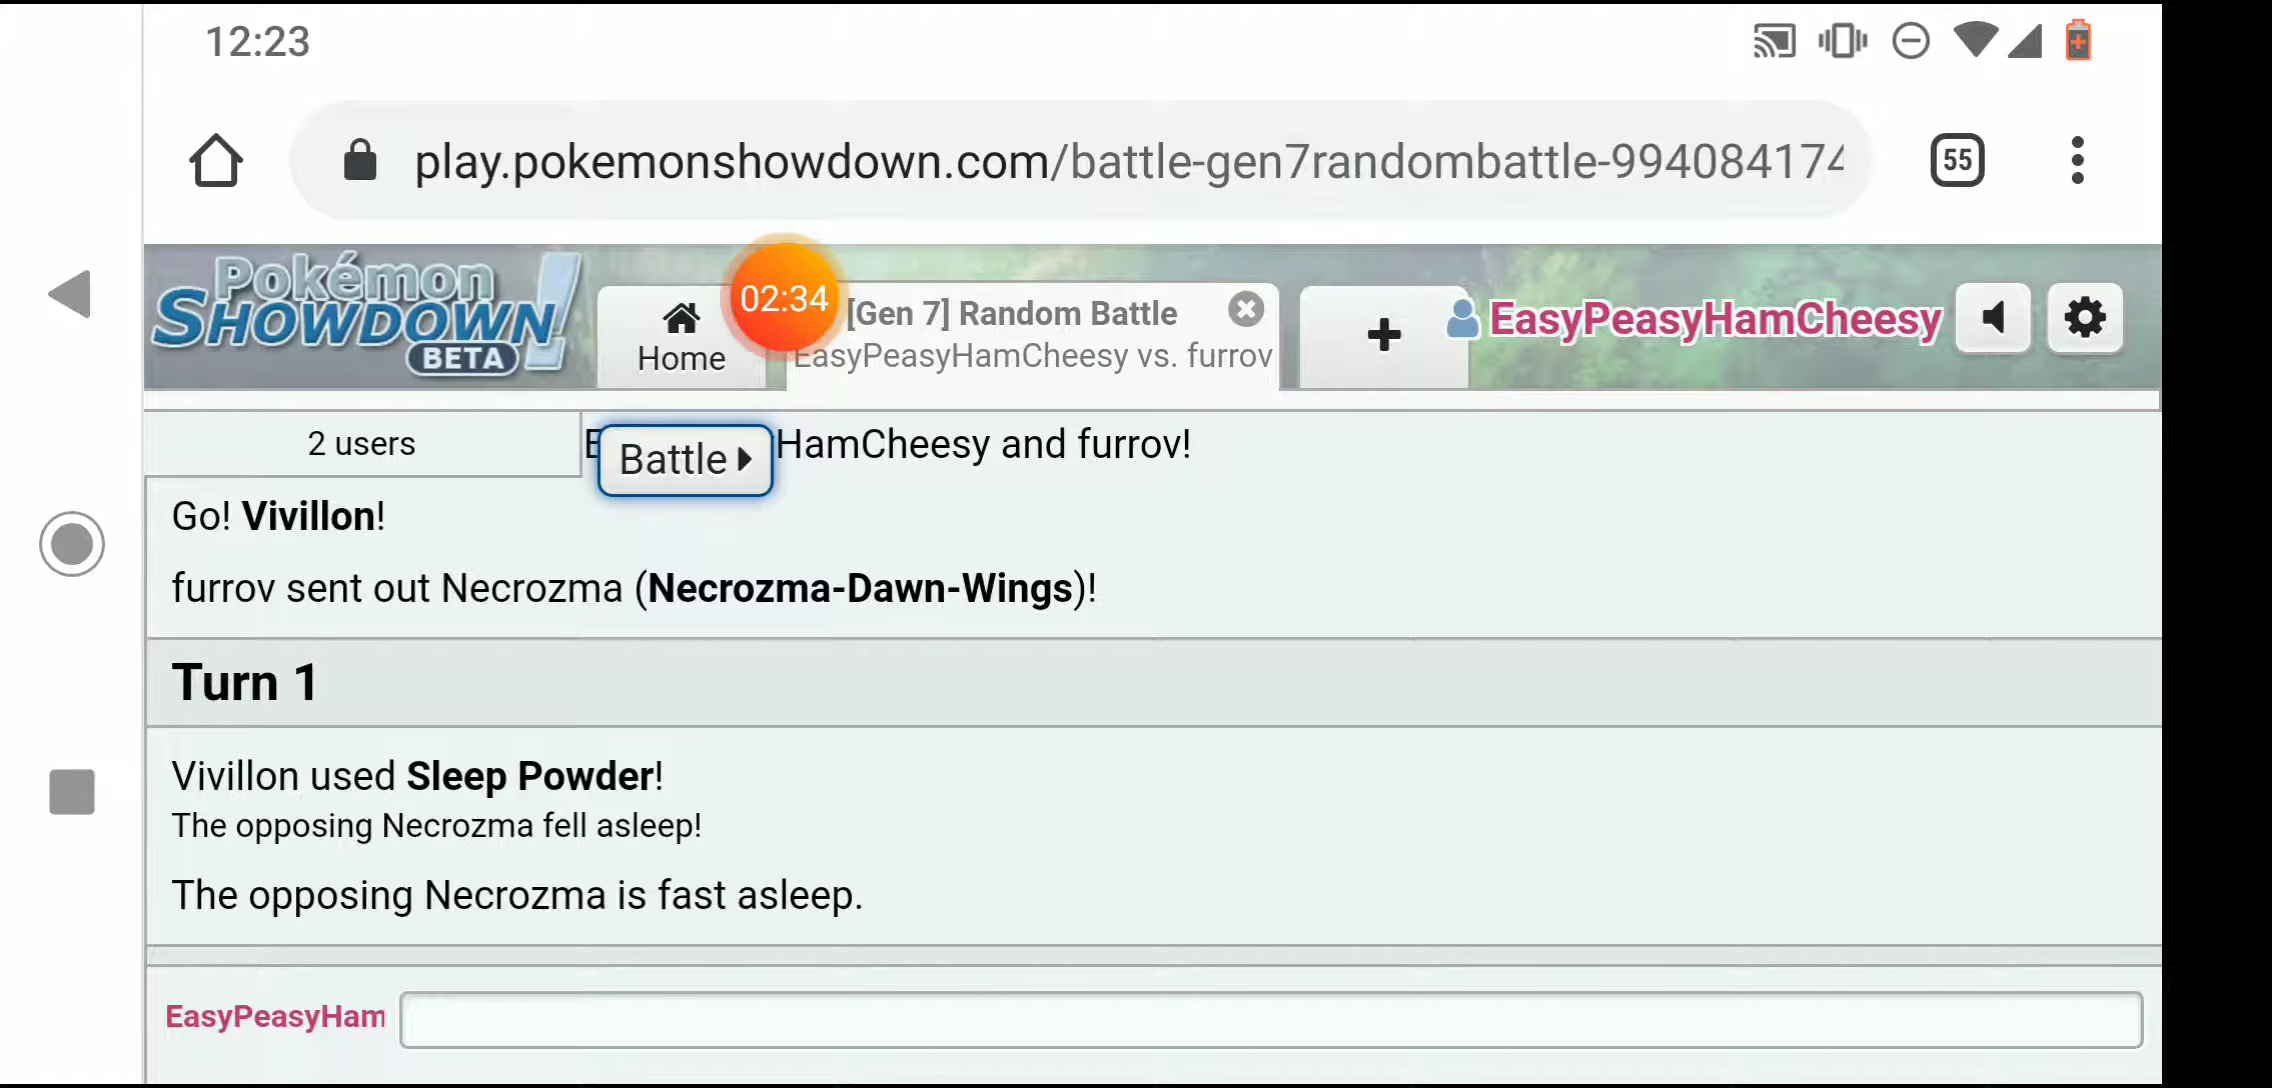 12:23
play.pokemonshowdown.com/battle-gen7randombattle-994084174
55
Pokémon
SHOWDOWN!
BETA
Home
02:34
[Gen 7] Random Battle
EasyPeasyHamCheesy vs. furrov
+
EasyPeasyHamCheesy
2 users
Battle
HamCheesy and furrov!
Go! Vivillon!
furrov sent out Necrozma (Necrozma-Dawn-Wings)!
Turn 1
Vivillon used Sleep Powder!
The opposing Necrozma fell asleep!
The opposing Necrozma is fast asleep.
EasyPeasyHam